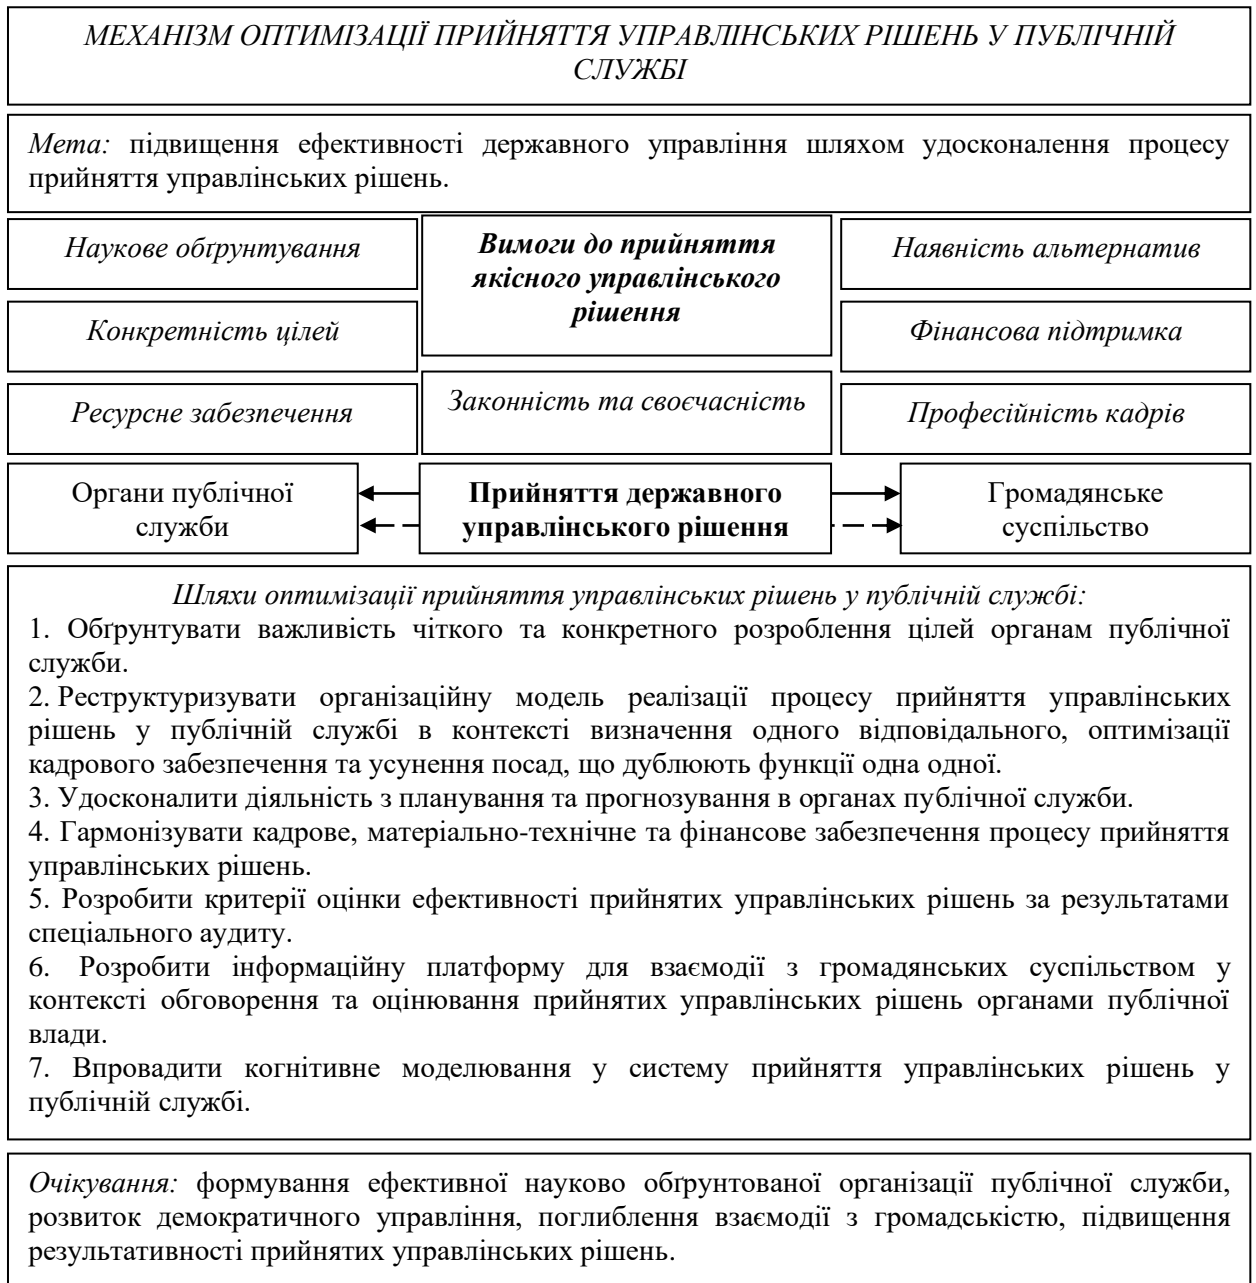 МЕХАНІЗМ ОПТИМІЗАЦІЇ ПРИЙНЯТТЯ УПРАВЛІНСЬКИХ РІШЕНЬ У ПУБЛІЧНІЙ
СЛУЖБІ
Мета: підвищення ефективності державного управління шляхом удосконалення процесу
прийняття управлінських рішень.
Наукове обґрунтування
Вимоги до прийняття
якісного управлінського
рішення
Наявність альтернатив
Конкретність цілей
Фінансова підтримка
Ресурсне забезпечення
Законність та своєчасність
Професійність кадрів
Органи публічної
служби
Прийняття державного
управлінського рішення
Громадянське
суспільство
Шляхи оптимізації прийняття управлінських рішень у публічній службі:
1. Обґрунтувати важливість чіткого та конкретного розроблення цілей органам публічної
служби.
2. Реструктуризувати організаційну модель реалізації процесу прийняття управлінських
рішень у публічній службі в контексті визначення одного відповідального, оптимізації
кадрового забезпечення та усунення посад, що дублюють функції одна одної.
3. Удосконалити діяльність з планування та прогнозування в органах публічної служби.
4. Гармонізувати кадрове, матеріально-технічне та фінансове забезпечення процесу прийняття
управлінських рішень.
5. Розробити критерії оцінки ефективності прийнятих управлінських рішень за результатами
спеціального аудиту.
6. Розробити інформаційну платформу для взаємодії з громадянських суспільством у
контексті обговорення та оцінювання прийнятих управлінських рішень органами публічної
влади.
7. Впровадити когнітивне моделювання у систему прийняття управлінських рішень у
публічній службі.
Очікування: формування ефективної науково обґрунтованої організації публічної служби,
розвиток демократичного управління, поглиблення взаємодії з громадськістю, підвищення
результативності прийнятих управлінських рішень.